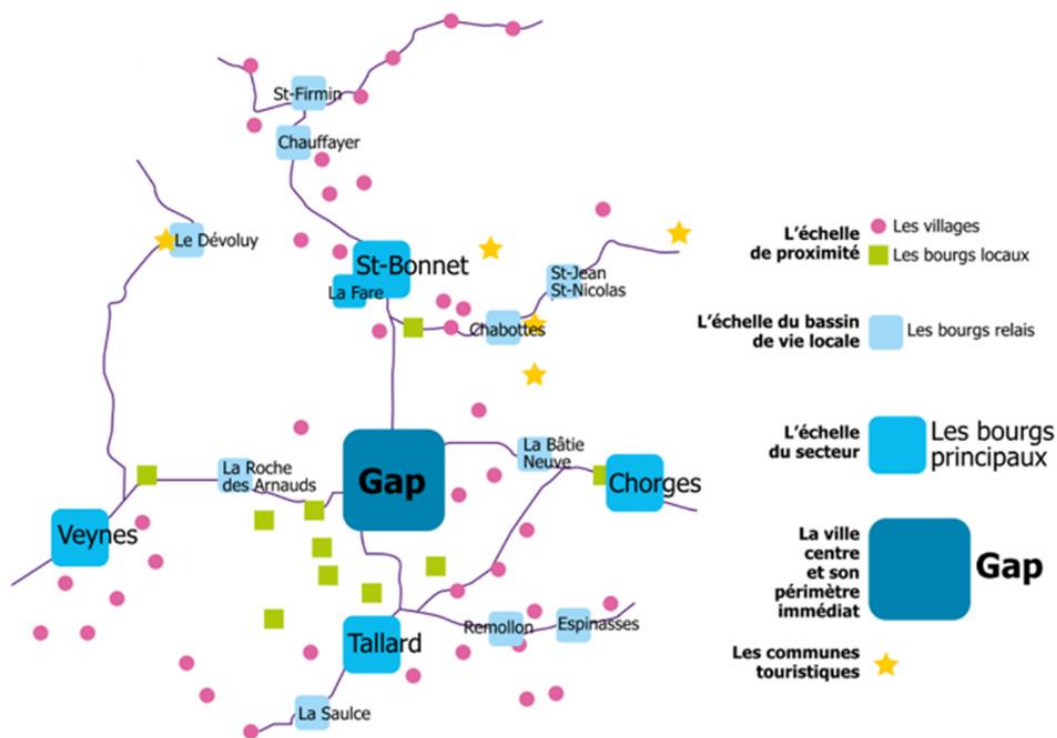 St-Firmin
Chauffayer
Le Dévoluy
St-Bonnet
La Fare
St-Jean
St-Nicolas
Chabottes
La Bâtie
Neuve
La Roche
des Arnauds
Gap
Chorges
Veynes
Tallard
Remollon
Espinasses
La Saulce
L'échelle
de proximité
Les villages
Les bourgs locaux
L'échelle du bassin
de vie locale
Les bourgs relais
L'échelle
du secteur
Les bourgs
principaux
La ville
centre
et son
périmètre
immédiat
Gap
Les communes
touristiques